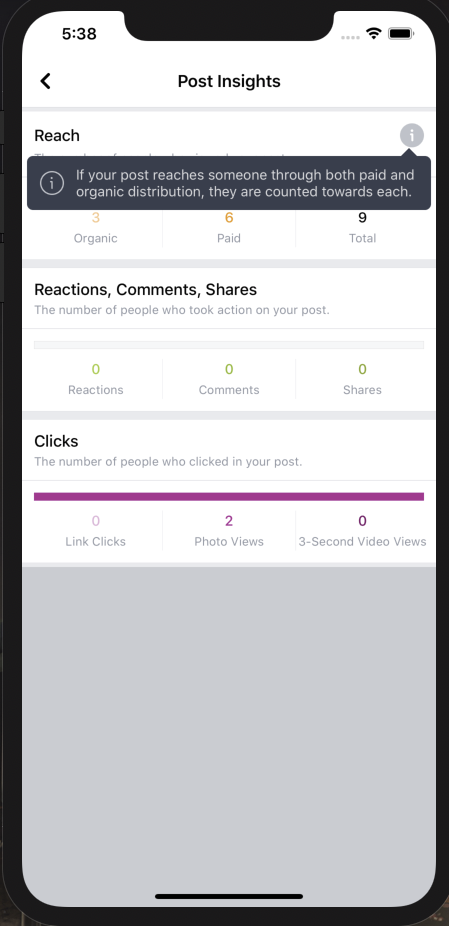 5:38
Post Insights
Reach
If your post reaches someone through both paid and
organic distribution, they are counted towards each.
3
6
9
Organic
Paid
Total
Reactions, Comments, Shares
The number of people who took action on your post.
0
0
0
Reactions
Comments
Shares
Clicks
The number of people who clicked in your post.
0
2
0
Link Clicks
Photo Views
3-Second Video Views